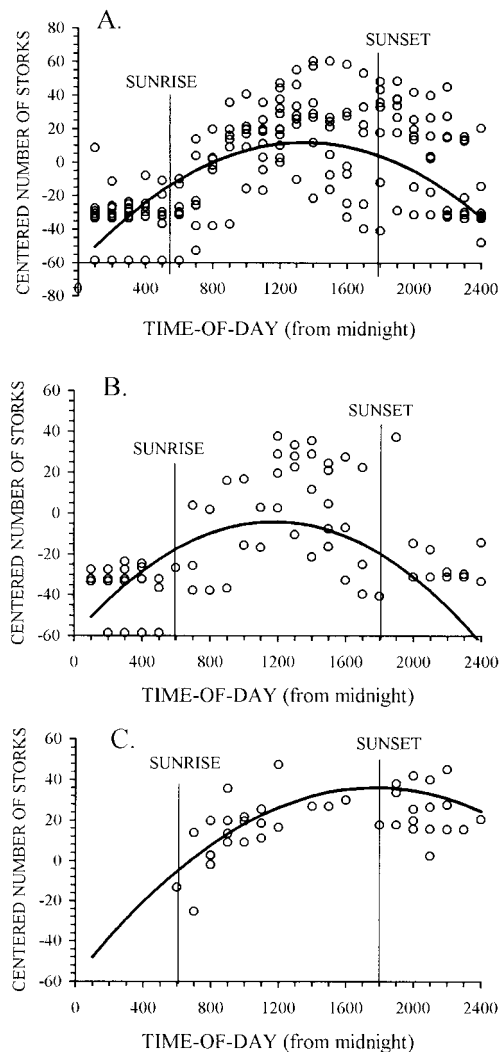 A.
80
60
40
20
0
-20
-40
-60
-80
CENTERED NUMBER OF STORKS
SUNRISE
SUNSET
0 400 800 1200 1600 2000 2400
TIME-OF-DAY (from midnight)
B.
60
40
20
0
-20
-40
-60
CENTERED NUMBER OF STORKS
SUNRISE
SUNSET
0 400 800 1200 1600 2000 2400
TIME-OF-DAY (from midnight)
C.
60
40
20
0
-20
-40
-60
CENTERED NUMBER OF STORKS
SUNRISE
SUNSET
0 400 800 1200 1600 2000 2400
TIME-OF-DAY (from midnight)